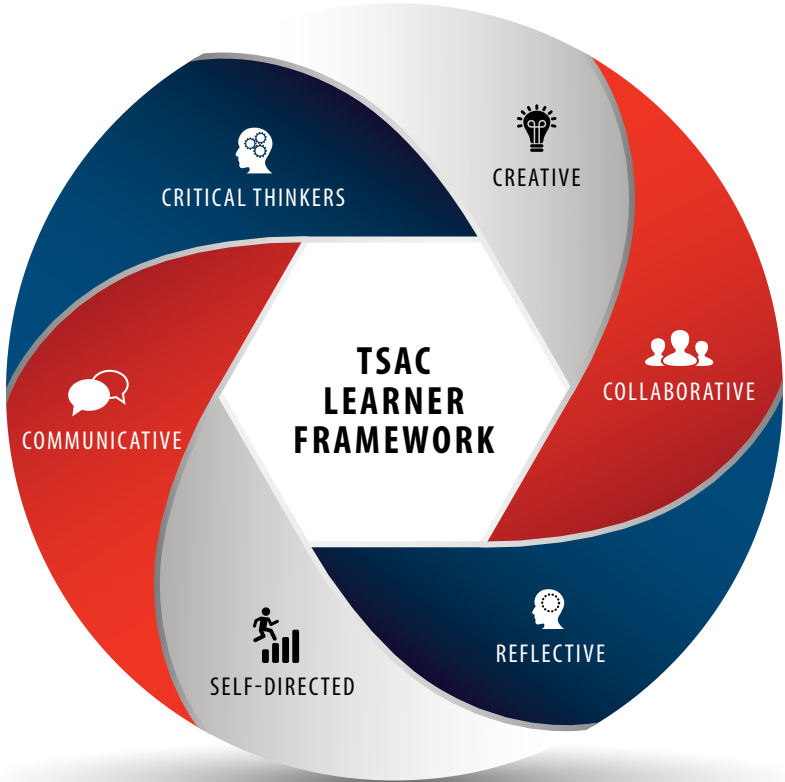 CRITICAL THINKERS
CREATIVE
TSAC
LEARNER
FRAMEWORK
COLLABORATIVE
COMMUNICATIVE
REFLECTIVE
SELF-DIRECTED